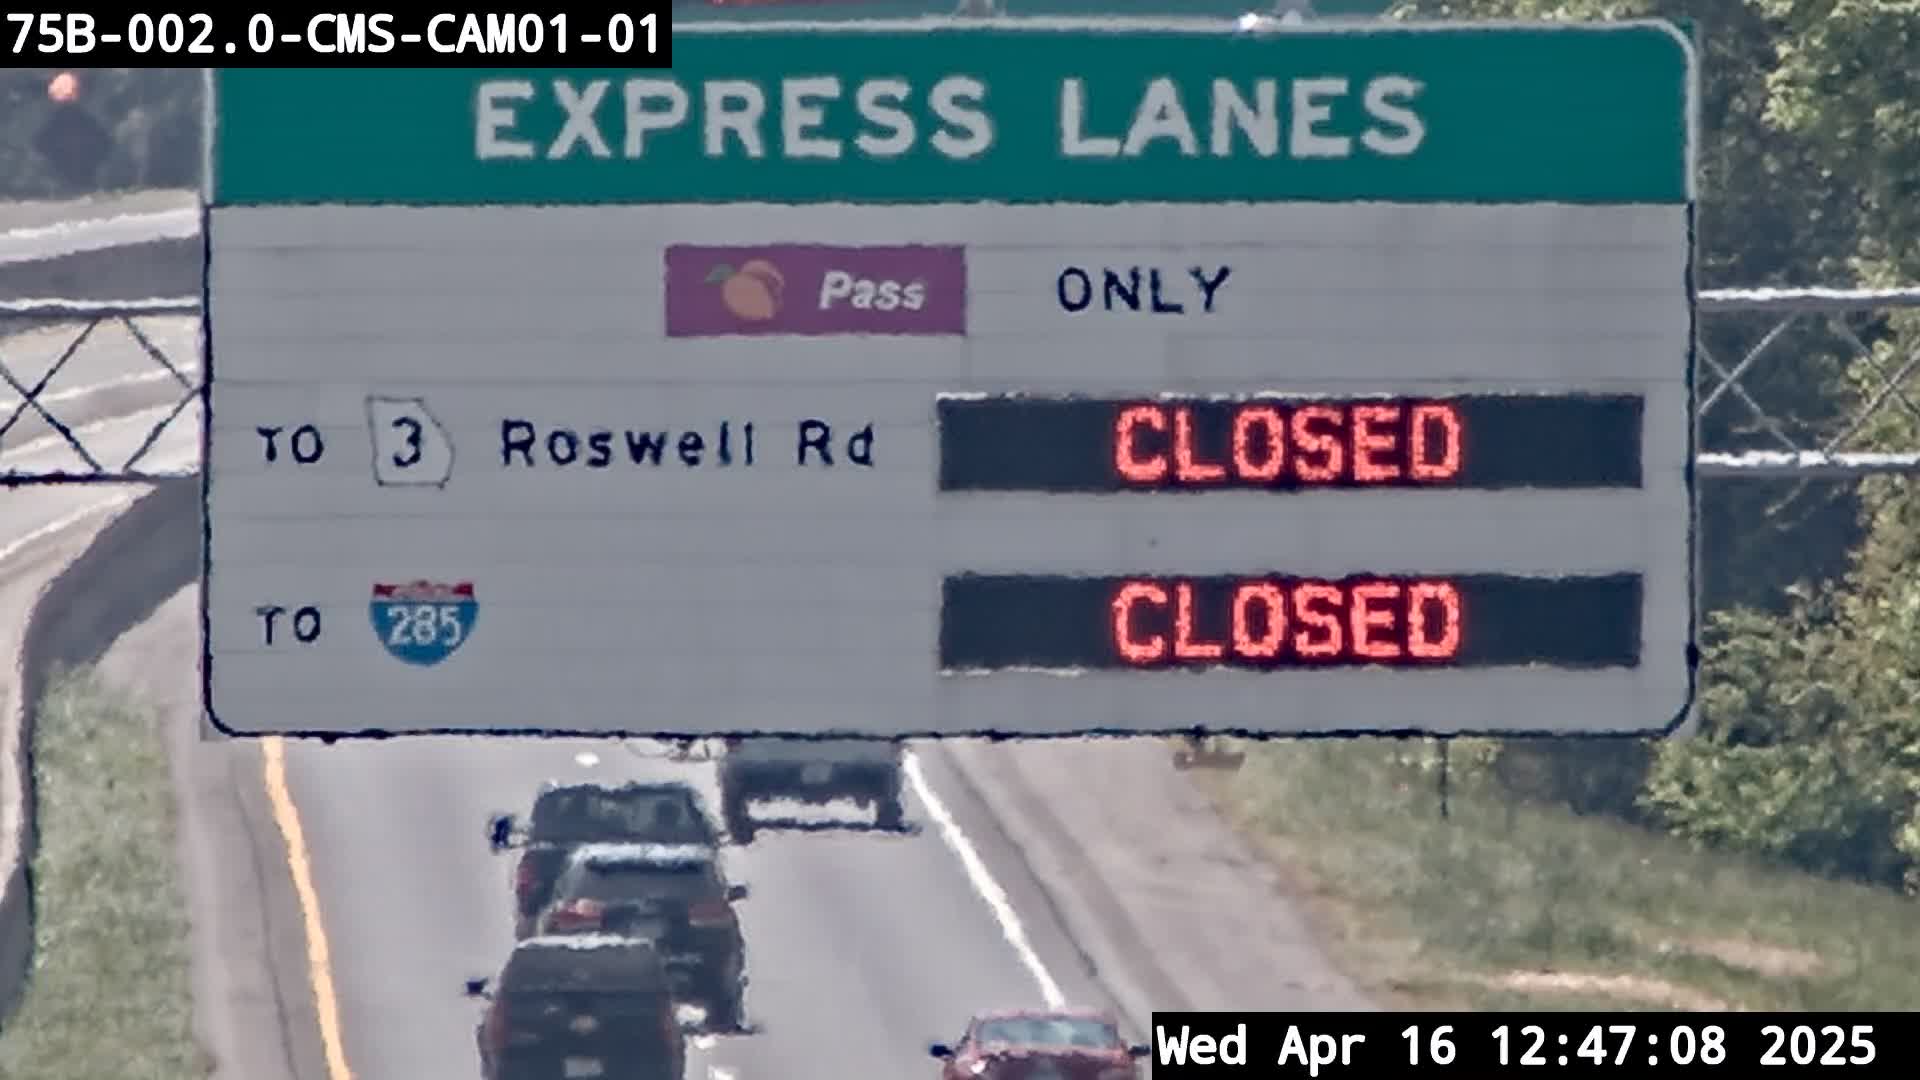 75B-002.0-CMS-CAM01-01
EXPRESS LANES
Pass ONLY
TO 3 Roswell Rd CLOSED
TO 285 CLOSED
Wed Apr 16 12:47:08 2025